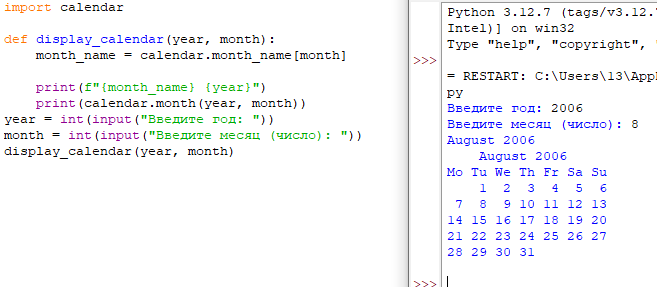 import calendar
def display_calendar(year, month):
    month_name = calendar.month_name[month]
    print(f"{month_name} {year}")
    print(calendar.month(year, month))
year = int(input("Введите год: "))
month = int(input("Введите месяц (число): "))
display_calendar(year, month)
Python 3.12.7 (tags/v3.12.
Intel)] on win32
Type "help", "copyright",
>>>
= RESTART: C:\Users\13\App
py
Введите год: 2006
Введите месяц (число): 8
August 2006
    August 2006
Mo Tu We Th Fr Sa Su
    1  2  3  4  5  6
 7  8  9 10 11 12 13
14 15 16 17 18 19 20
21 22 23 24 25 26 27
28 29 30 31
>>>